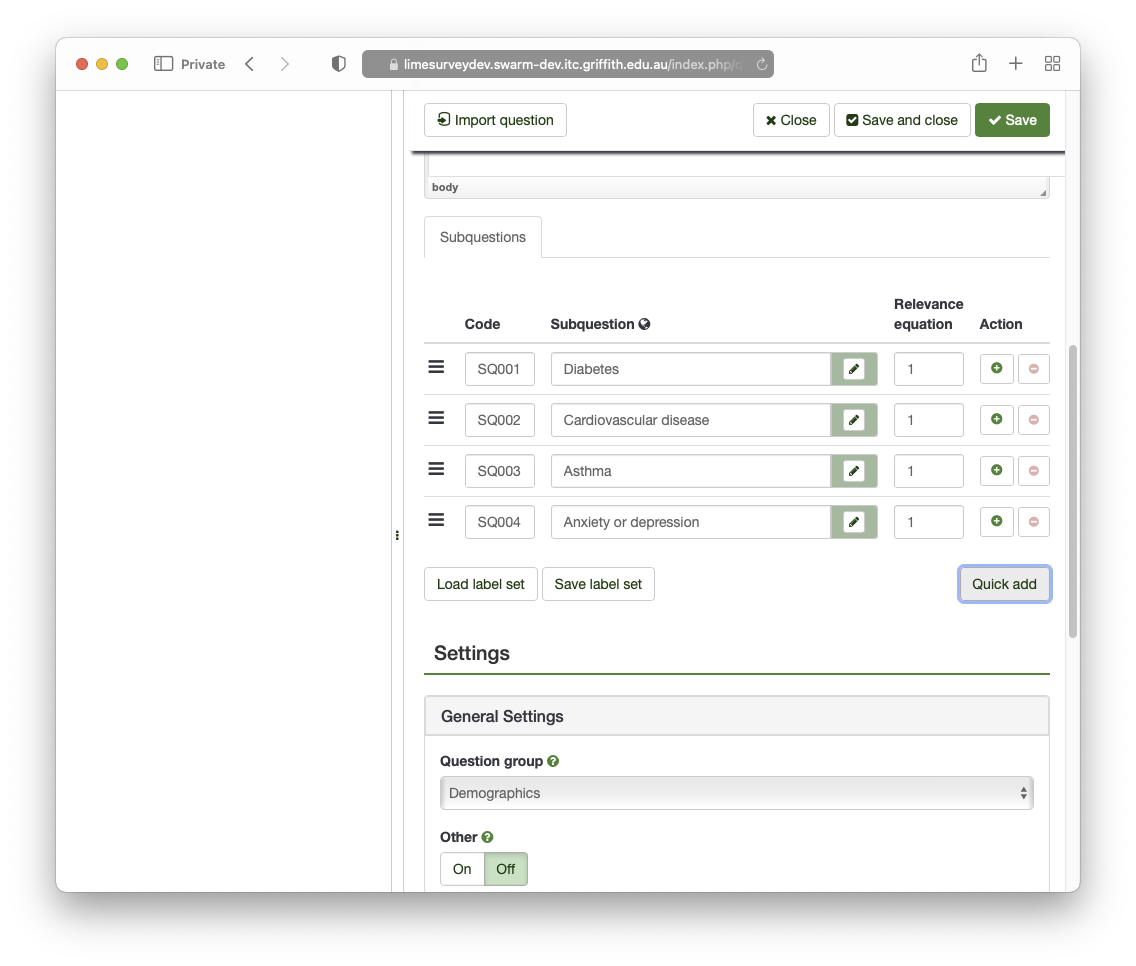 Private
limesurveydev.swarm-dev.itc.griffith.edu.au/index.php/
Import question
Close
Save and close
Save
body
Subquestions
Code
Subquestion
Relevance
equation
Action
SQ001
Diabetes
1
SQ002
Cardiovascular disease
1
SQ003
Asthma
1
SQ004
Anxiety or depression
1
Load label set
Save label set
Quick add
Settings
General Settings
Question group
Demographics
Other
On
Off